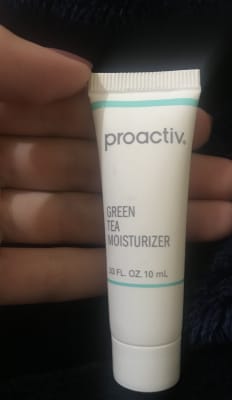 proactiv®
GREEN
TEA
MOISTURIZER
.33 FL. OZ. 10 mL